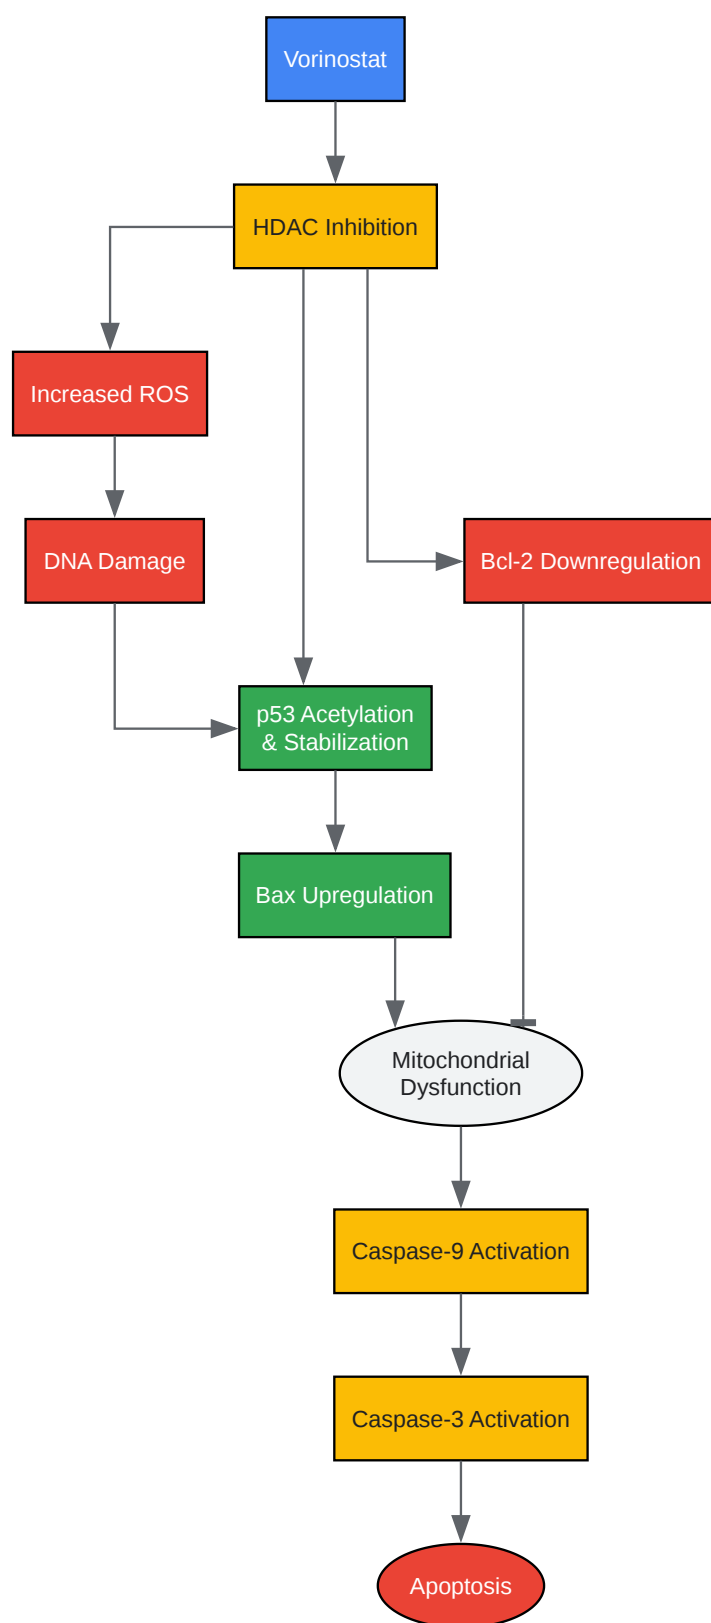 Vorinostat
HDAC Inhibition
Increased ROS
DNA Damage
Bcl-2 Downregulation
p53 Acetylation
& Stabilization
Bax Upregulation
Mitochondrial
Dysfunction
Caspase-9 Activation
Caspase-3 Activation
Apoptosis